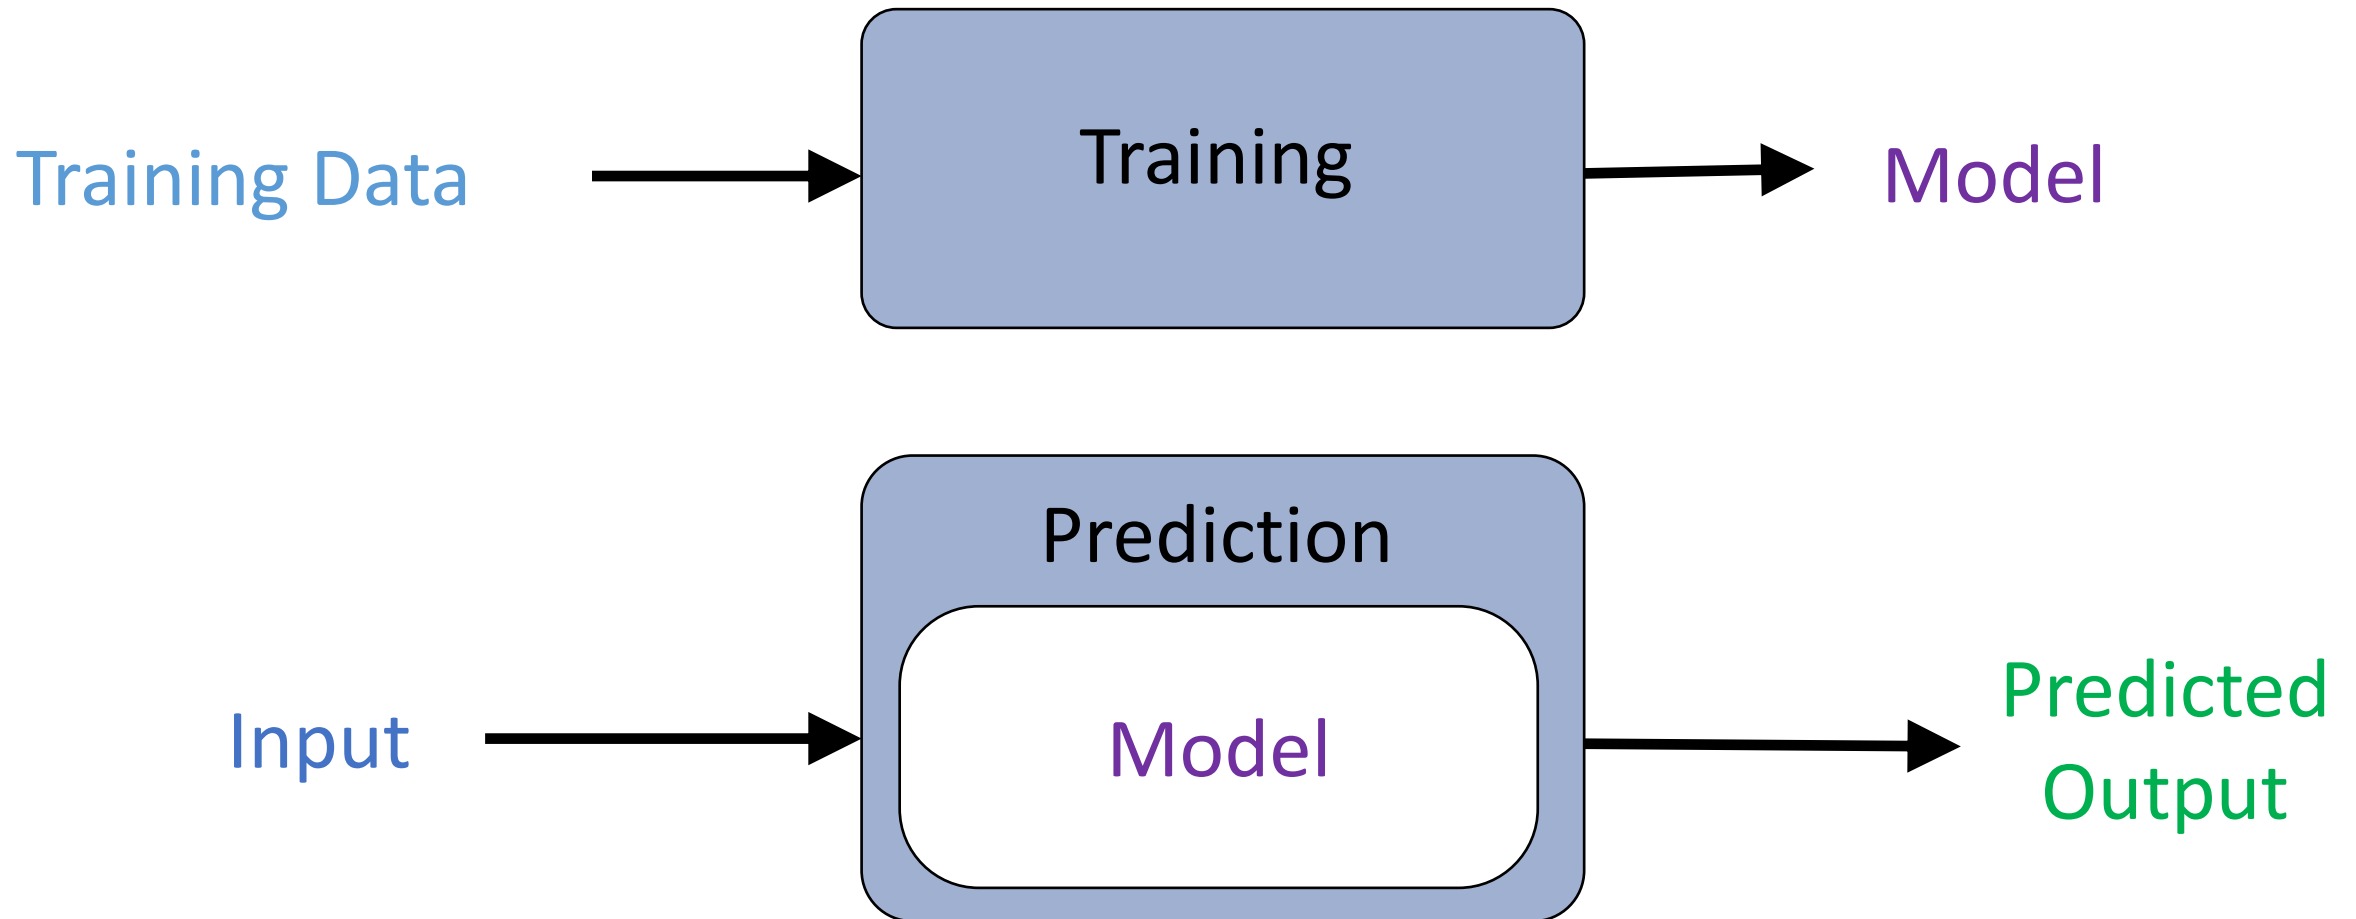 Training Data
Training
Model
Prediction
Input
Model
Predicted
Output